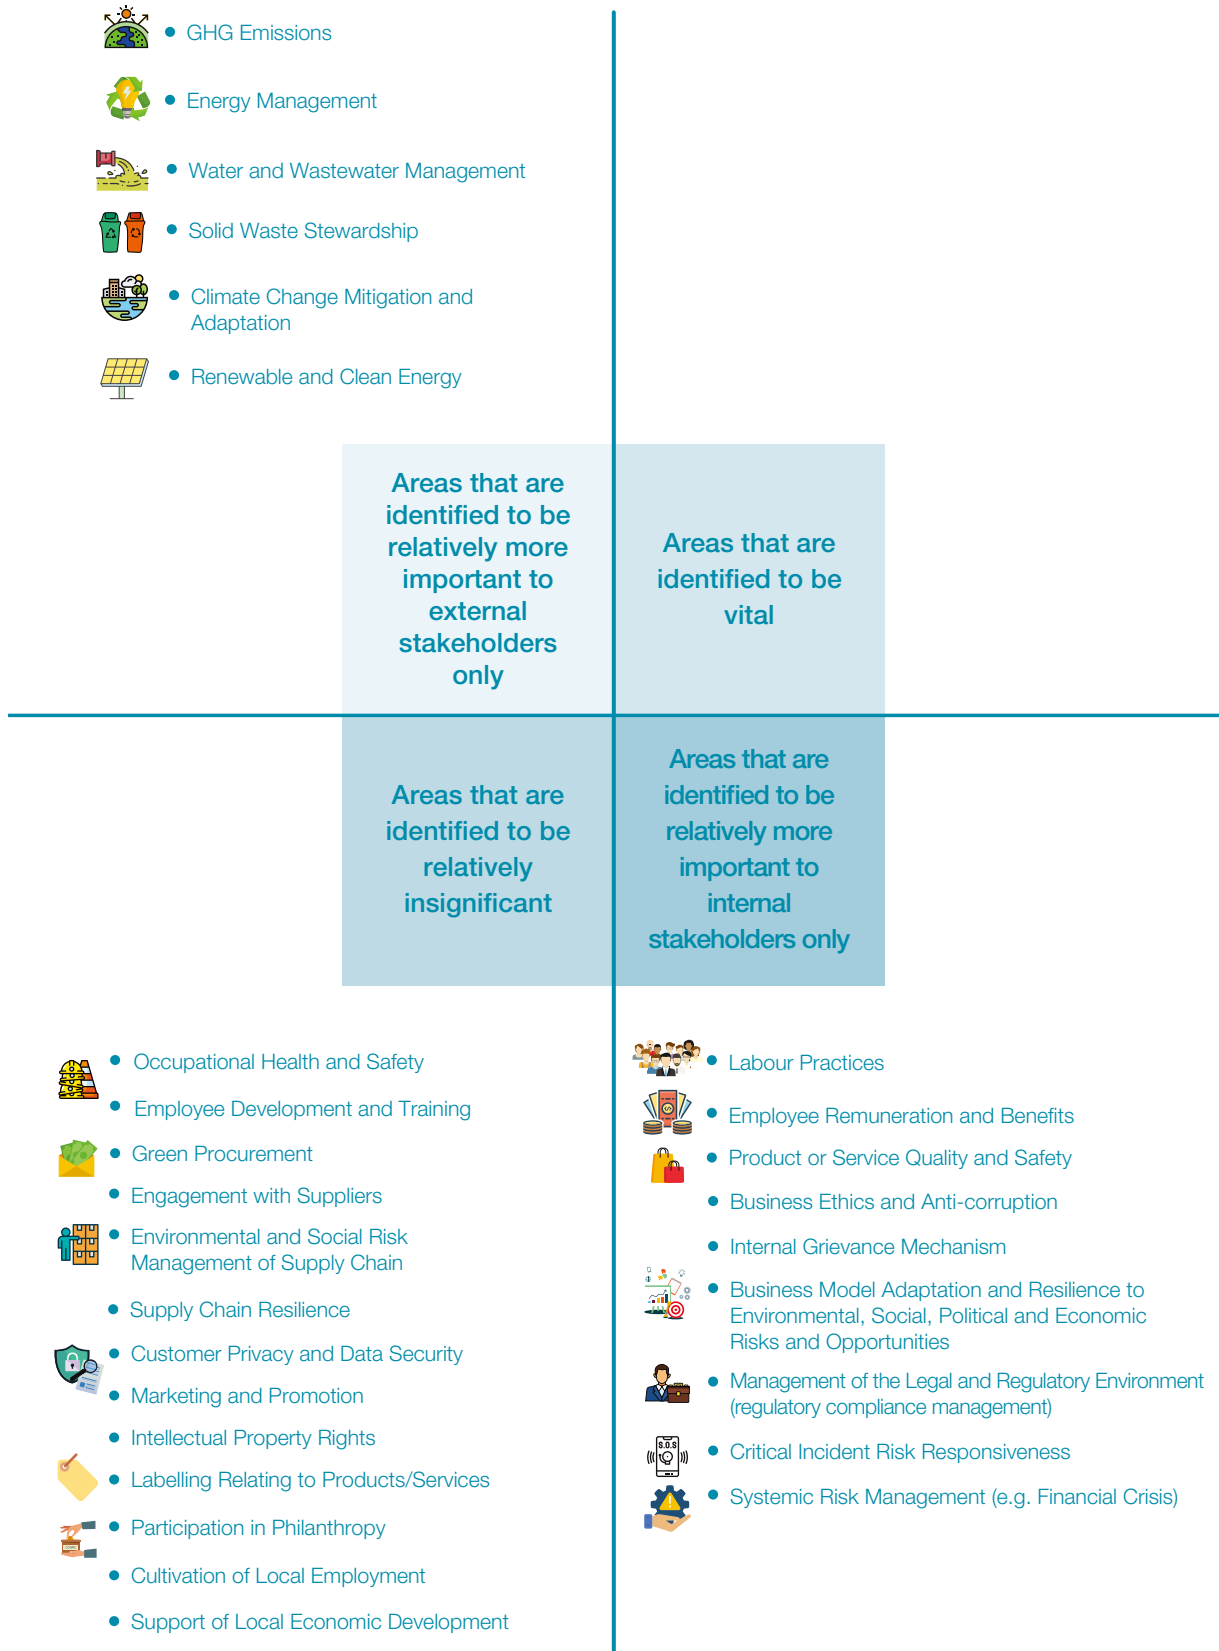 GHG Emissions
Energy Management
Water and Wastewater Management
Solid Waste Stewardship
Climate Change Mitigation and
Adaptation
Renewable and Clean Energy
Areas that are
identified to be
relatively more
important to
external
stakeholders
only
Areas that are
identified to be
vital
Areas that are
identified to be
relatively
insignificant
Areas that are
identified to be
relatively more
important to
internal
stakeholders only
Occupational Health and Safety
Employee Development and Training
Green Procurement
Engagement with Suppliers
Environmental and Social Risk
Management of Supply Chain
Supply Chain Resilience
Customer Privacy and Data Security
Marketing and Promotion
Intellectual Property Rights
Labelling Relating to Products/Services
Participation in Philanthropy
Cultivation of Local Employment
Support of Local Economic Development
Labour Practices
Employee Remuneration and Benefits
Product or Service Quality and Safety
Business Ethics and Anti-corruption
Internal Grievance Mechanism
Business Model Adaptation and Resilience to
Environmental, Social, Political and Economic
Risks and Opportunities
Management of the Legal and Regulatory Environment
(regulatory compliance management)
S.O.S
Critical Incident Risk Responsiveness
Systemic Risk Management (e.g. Financial Crisis)